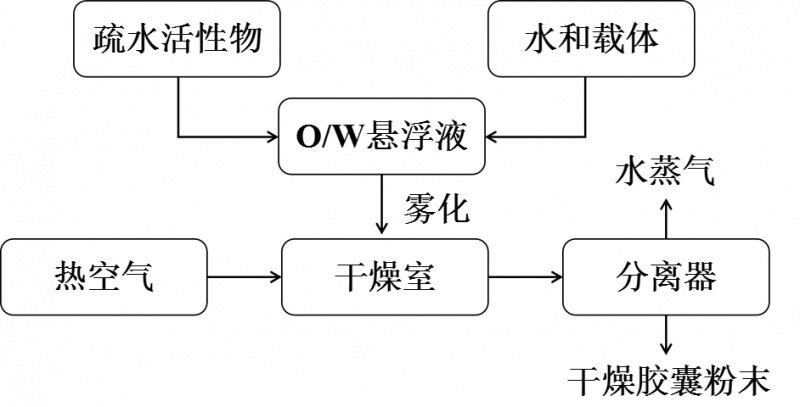 疏水活性物
水和载体
O/W悬浮液
水蒸气
雾化
热空气
干燥室
分离器
干燥胶囊粉末